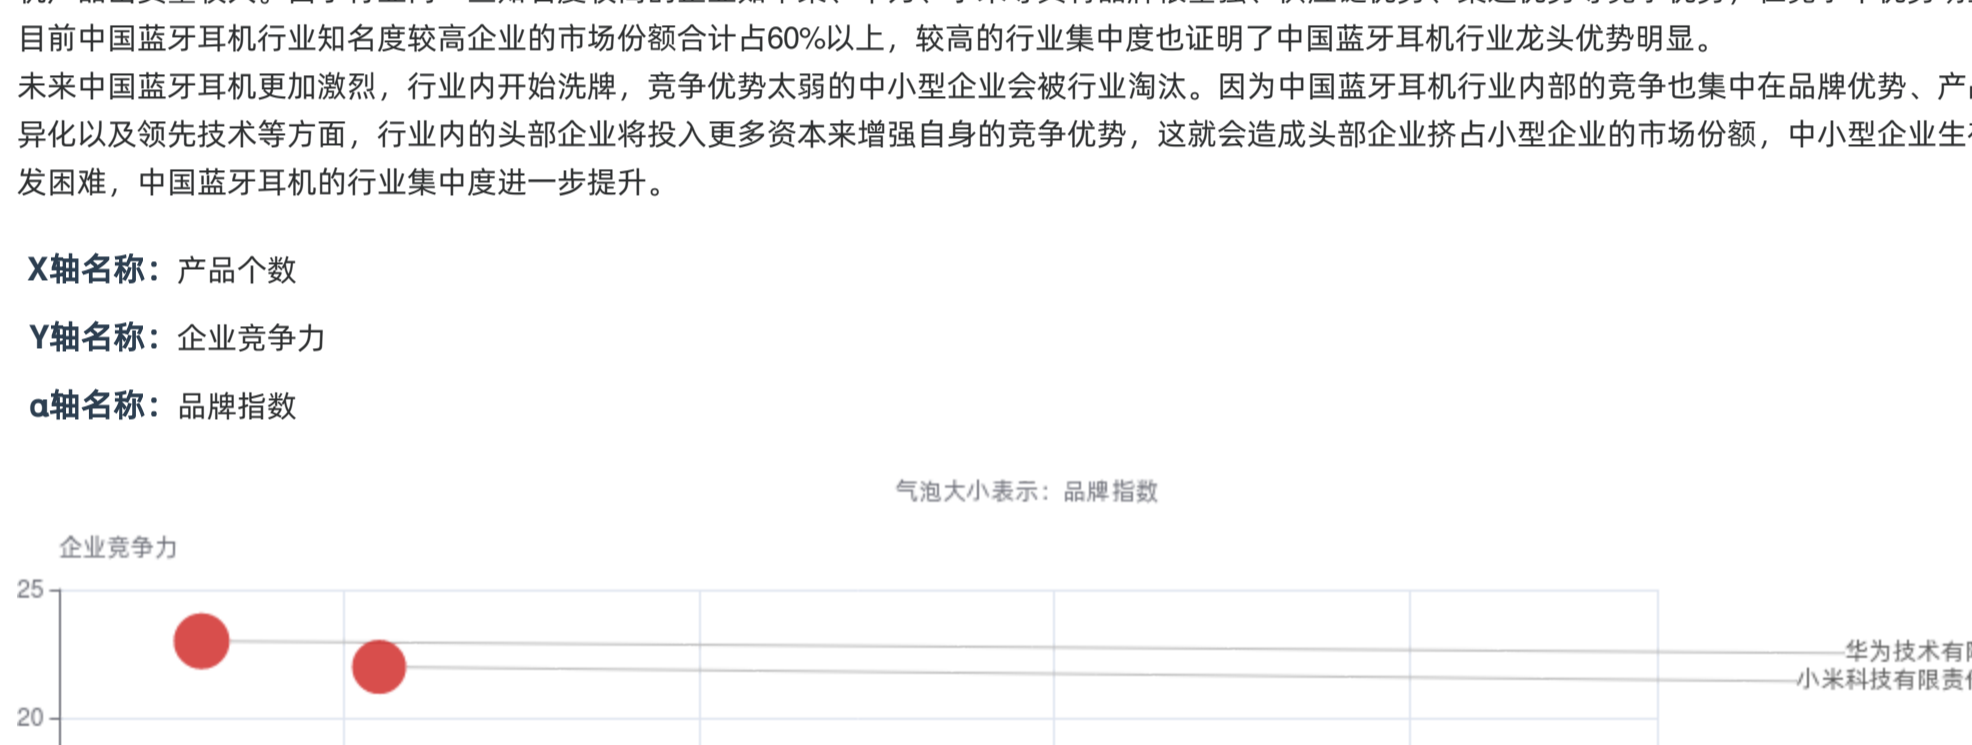 目前中国蓝牙耳机行业知名度较高企业的市场份额合计占60%以上，较高的行业集中度也证明了中国蓝牙耳机行业龙头优势明显。
未来中国蓝牙耳机更加激烈，行业内开始洗牌，竞争优势太弱的中小型企业会被行业淘汰。因为中国蓝牙耳机行业内部的竞争也集中在品牌优势、产
异化以及领先技术等方面，行业内的头部企业将投入更多资本来增强自身的竞争优势，这就会造成头部企业挤占小型企业的市场份额，中小型企业生
发困难，中国蓝牙耳机的行业集中度进一步提升。
X轴名称：产品个数
Y轴名称：企业竞争力
α轴名称：品牌指数
气泡大小表示：品牌指数
企业竞争力
25
华为技术有
小米科技有限责
20